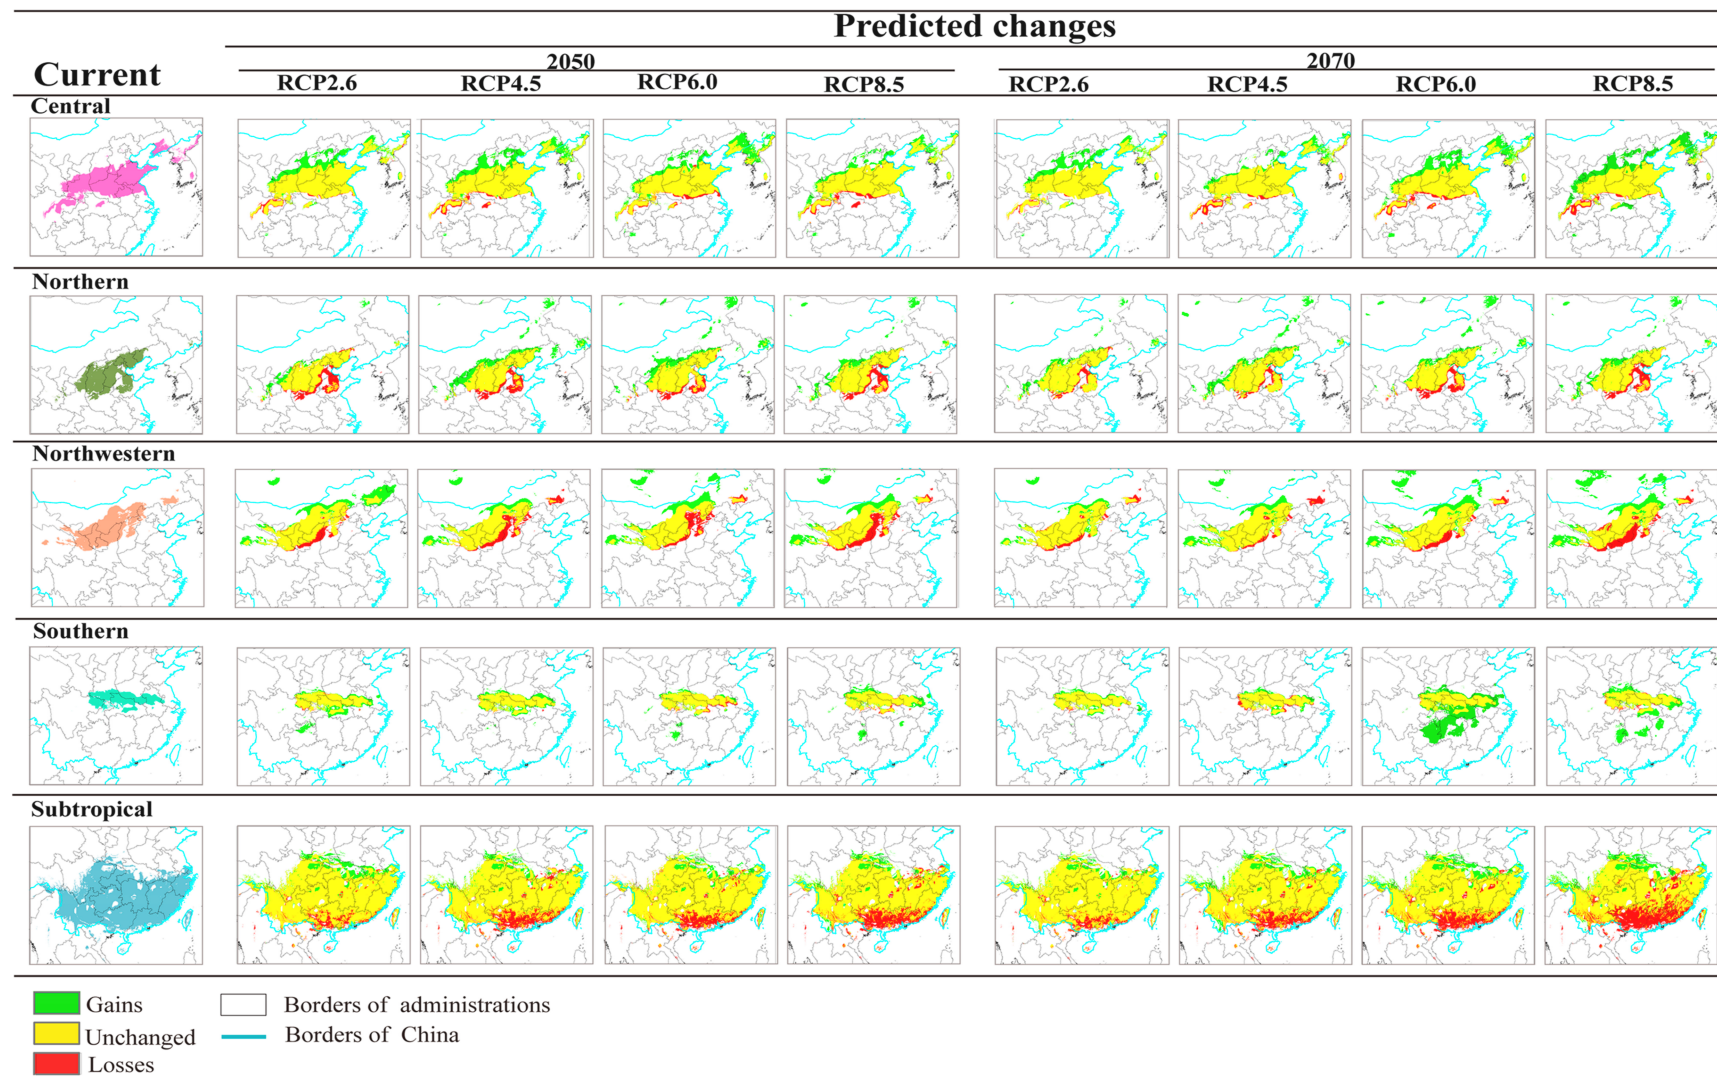 Predicted changes
Current
2050
2070
RCP2.6
RCP4.5
RCP6.0
RCP8.5
RCP2.6
RCP4.5
RCP6.0
RCP8.5
Central
Northern
Northwestern
Southern
Subtropical
Gains
Borders of administrations
Unchanged
Borders of China
Losses